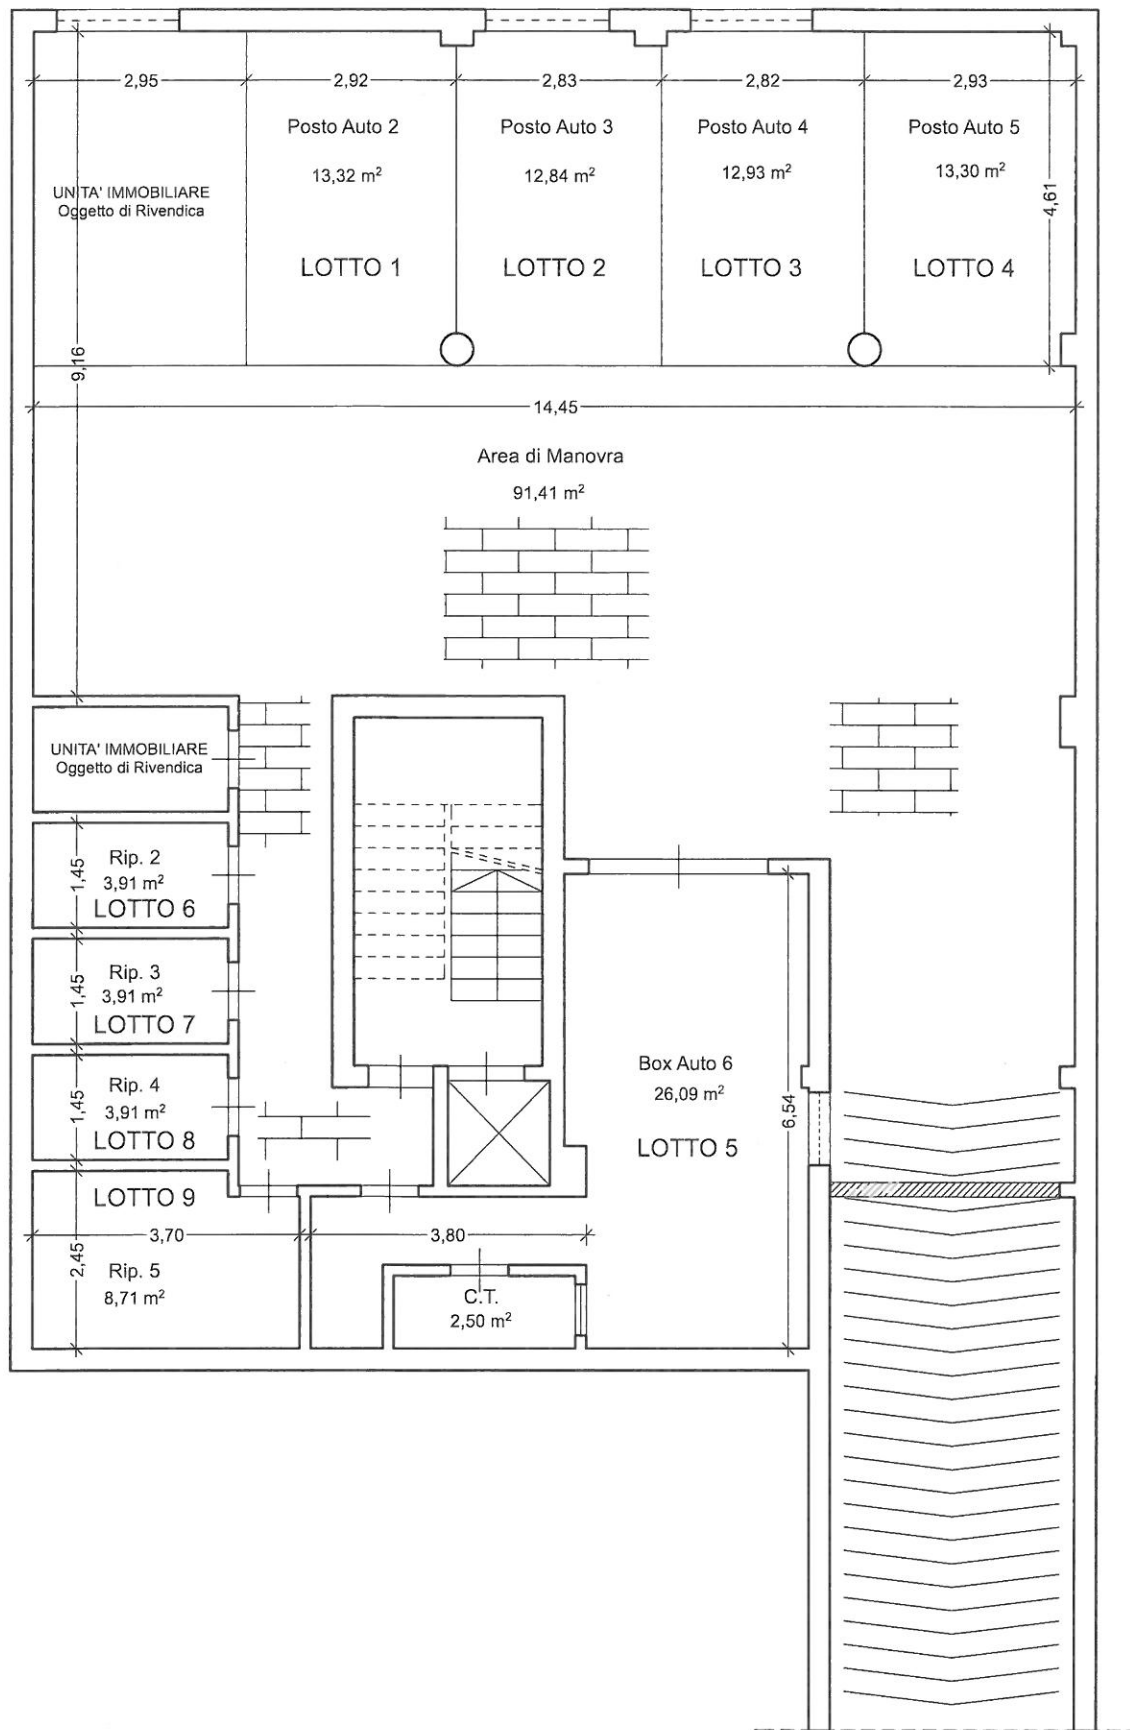 2,95
2,92
2,83
2,82
2,93
Posto Auto 2
Posto Auto 3
Posto Auto 4
Posto Auto 5
13,32 m²
12,84 m²
12,93 m²
13,30 m²
UNITA' IMMOBILIARE
Oggetto di Rivendica
4,61
LOTTO 1
LOTTO 2
LOTTO 3
LOTTO 4
9,16
14,45
Area di Manovra
91,41 m²
UNITA' IMMOBILIARE
Oggetto di Rivendica
1,45
Rip. 2
3,91 m²
LOTTO 6
1,45
Rip. 3
3,91 m²
LOTTO 7
1,45
Rip. 4
3,91 m²
LOTTO 8
Box Auto 6
26,09 m²
LOTTO 5
6,54
LOTTO 9
3,70
3,80
2,45
Rip. 5
8,71 m²
C.T.
2,50 m²